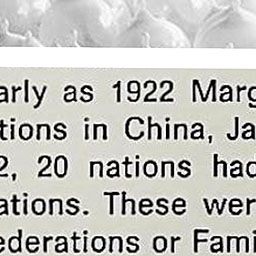 arly as 1922 Marg
tions in China, Ja
2, 20 nations had
ations. These wer
ederations or Fami